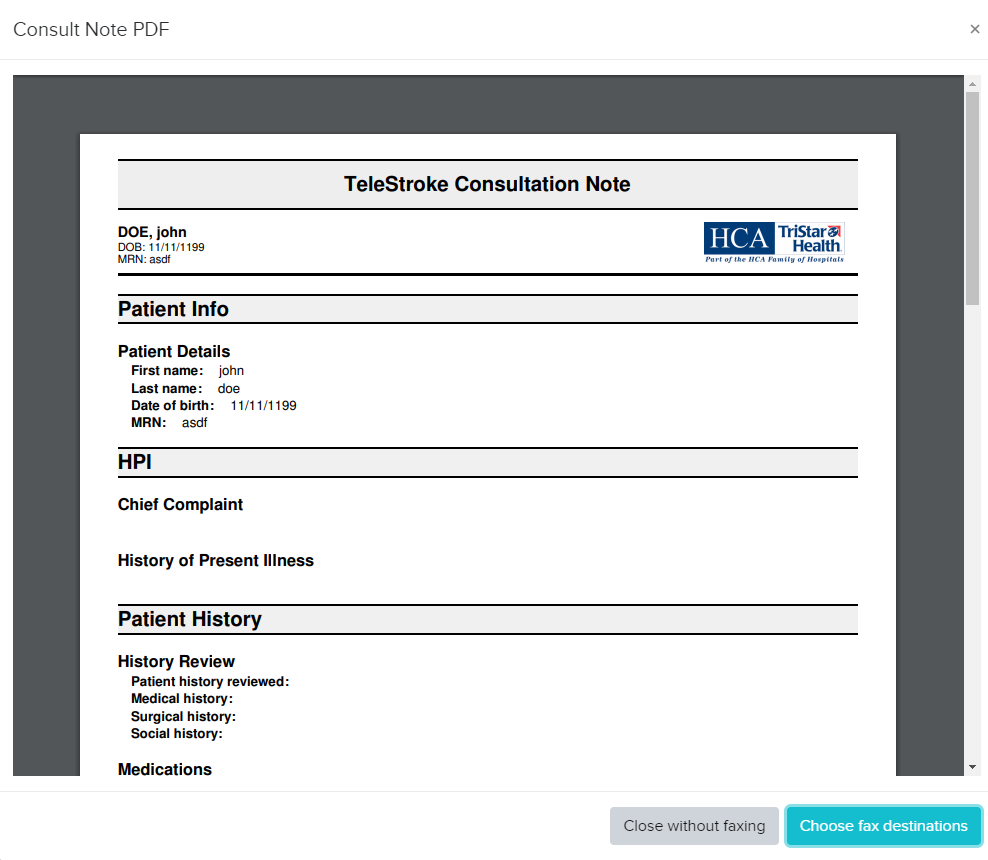 Consult Note PDF
×
TeleStroke Consultation Note
DOE, john
DOB: 11/11/1199
MRN: asdf
HCA TriStar Health
Part of the HCA Family of Hospitals
Patient Info
Patient Details
First name: john
Last name: doe
Date of birth: 11/11/1199
MRN: asdf
HPI
Chief Complaint
History of Present Illness
Patient History
History Review
Patient history reviewed:
Medical history:
Surgical history:
Social history:
Medications
Close without faxing
Choose fax destinations